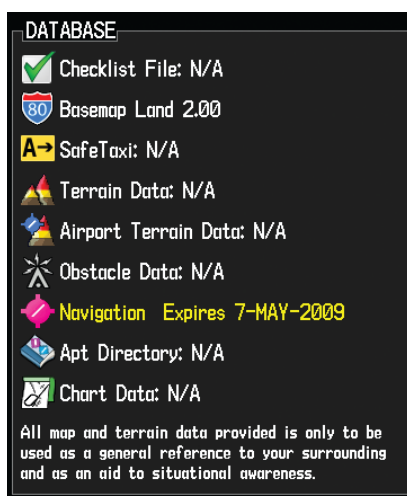 DATABASE
Checklist File: N/A
80 Basemap Land 2.00
A→ SafeTaxi: N/A
Terrain Data: N/A
Airport Terrain Data: N/A
Obstacle Data: N/A
Navigation Expires 7-MAY-2009
Apt Directory: N/A
Chart Data: N/A
All map and terrain data provided is only to be
used as a general reference to your surrounding
and as an aid to situational awareness.